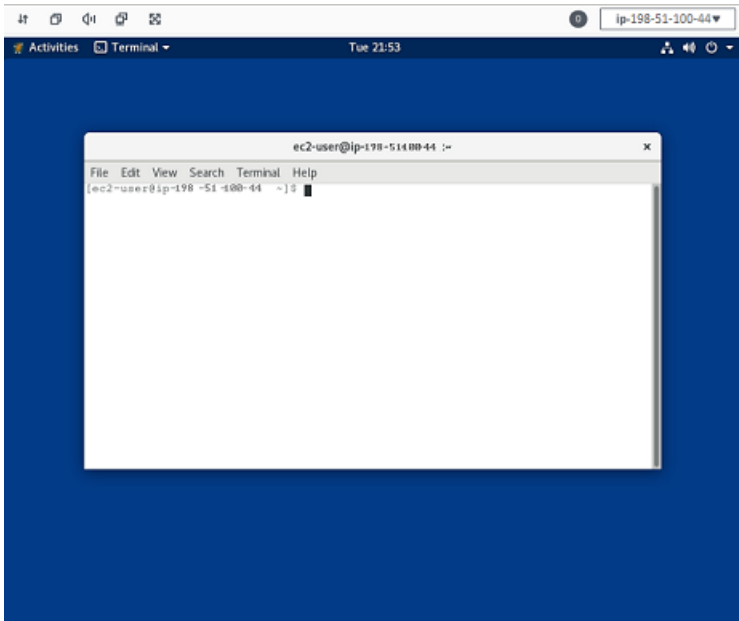 0 ip-198-51-100-44▼
Activities Terminal ▾ Tue 21:53
ec2-user@ip-198-51-100-44 :~ ×
File Edit View Search Terminal Help
[ec2-user@ip-198 -51 -100-44 ~]$